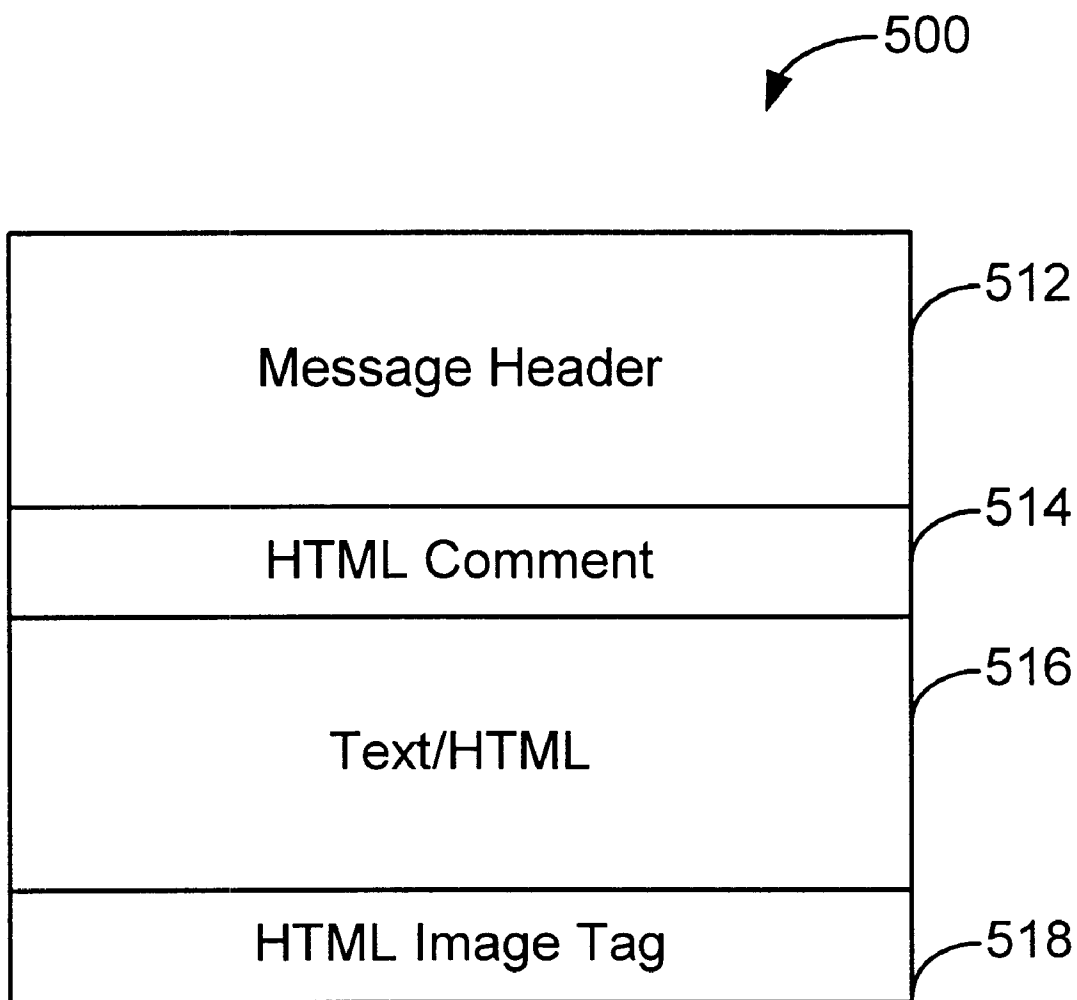 500
512
Message Header
514
HTML Comment
516
Text/HTML
518
HTML Image Tag